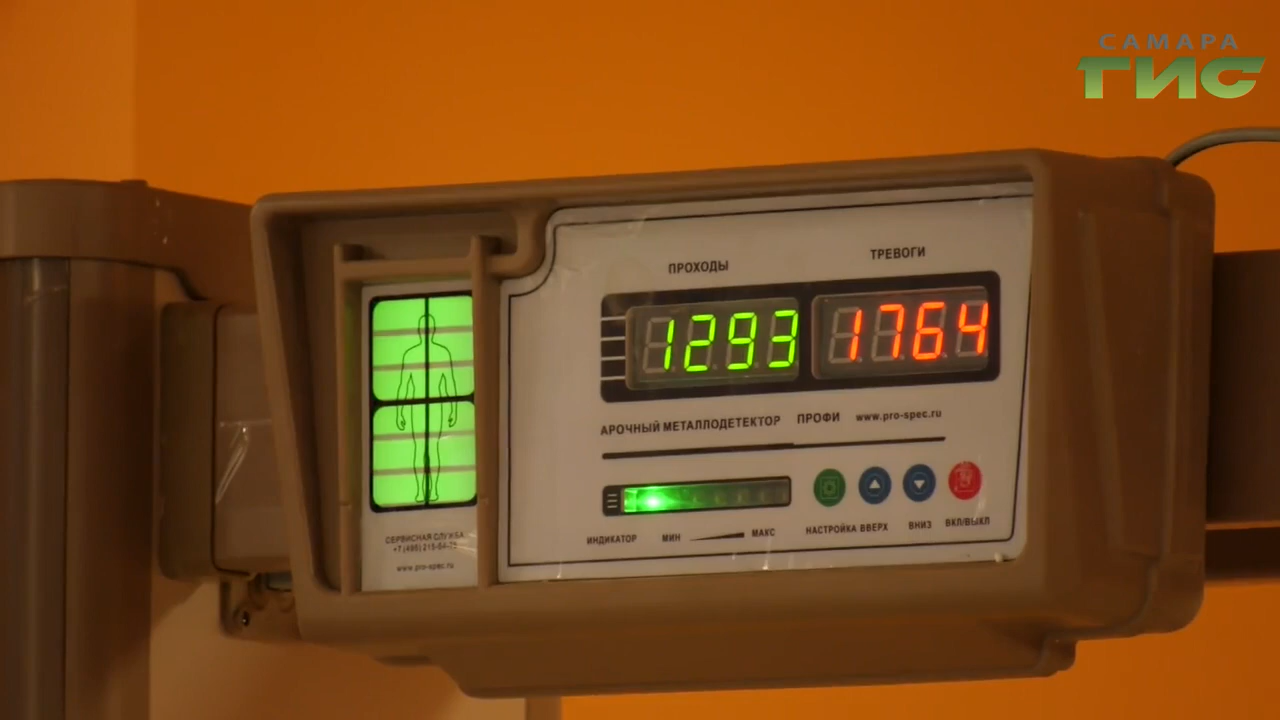 САМАРА
ГИС
ПРОХОДЫ
ТРЕВОГИ
1293
1764
АРОЧНЫЙ МЕТАЛЛОДЕТЕКТОР ПРОФИ www.pro-spec.ru
ИНДИКАТОР МИН МАКС
НАСТРОЙКА ВВЕРХ ВНИЗ ВКЛ/ВЫКЛ
СЕРВИСНАЯ СЛУЖБА
www.pro-spec.ru